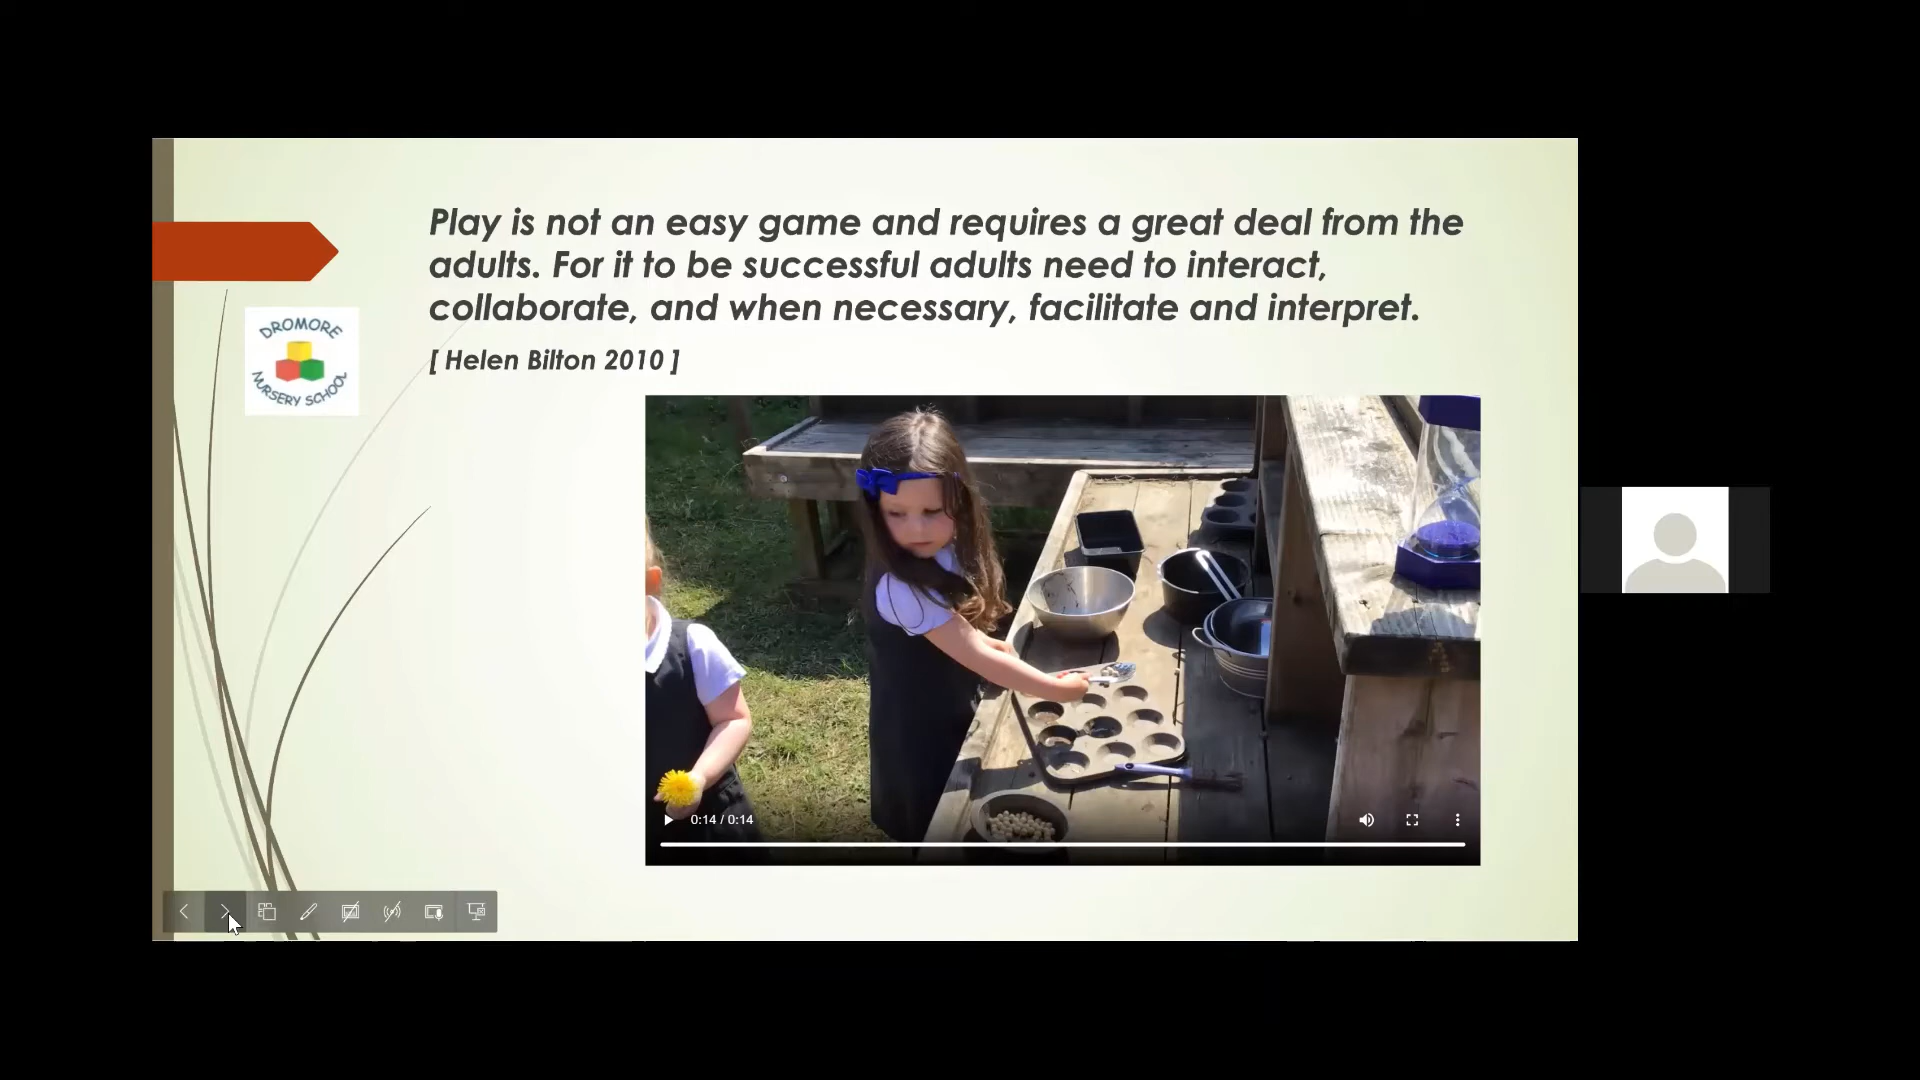 Play is not an easy game and requires a great deal from the
adults. For it to be successful adults need to interact,
collaborate, and when necessary, facilitate and interpret.
[ Helen Bilton 2010 ]
DROMORE
NURSERY SCHOOL
0:14 / 0:14